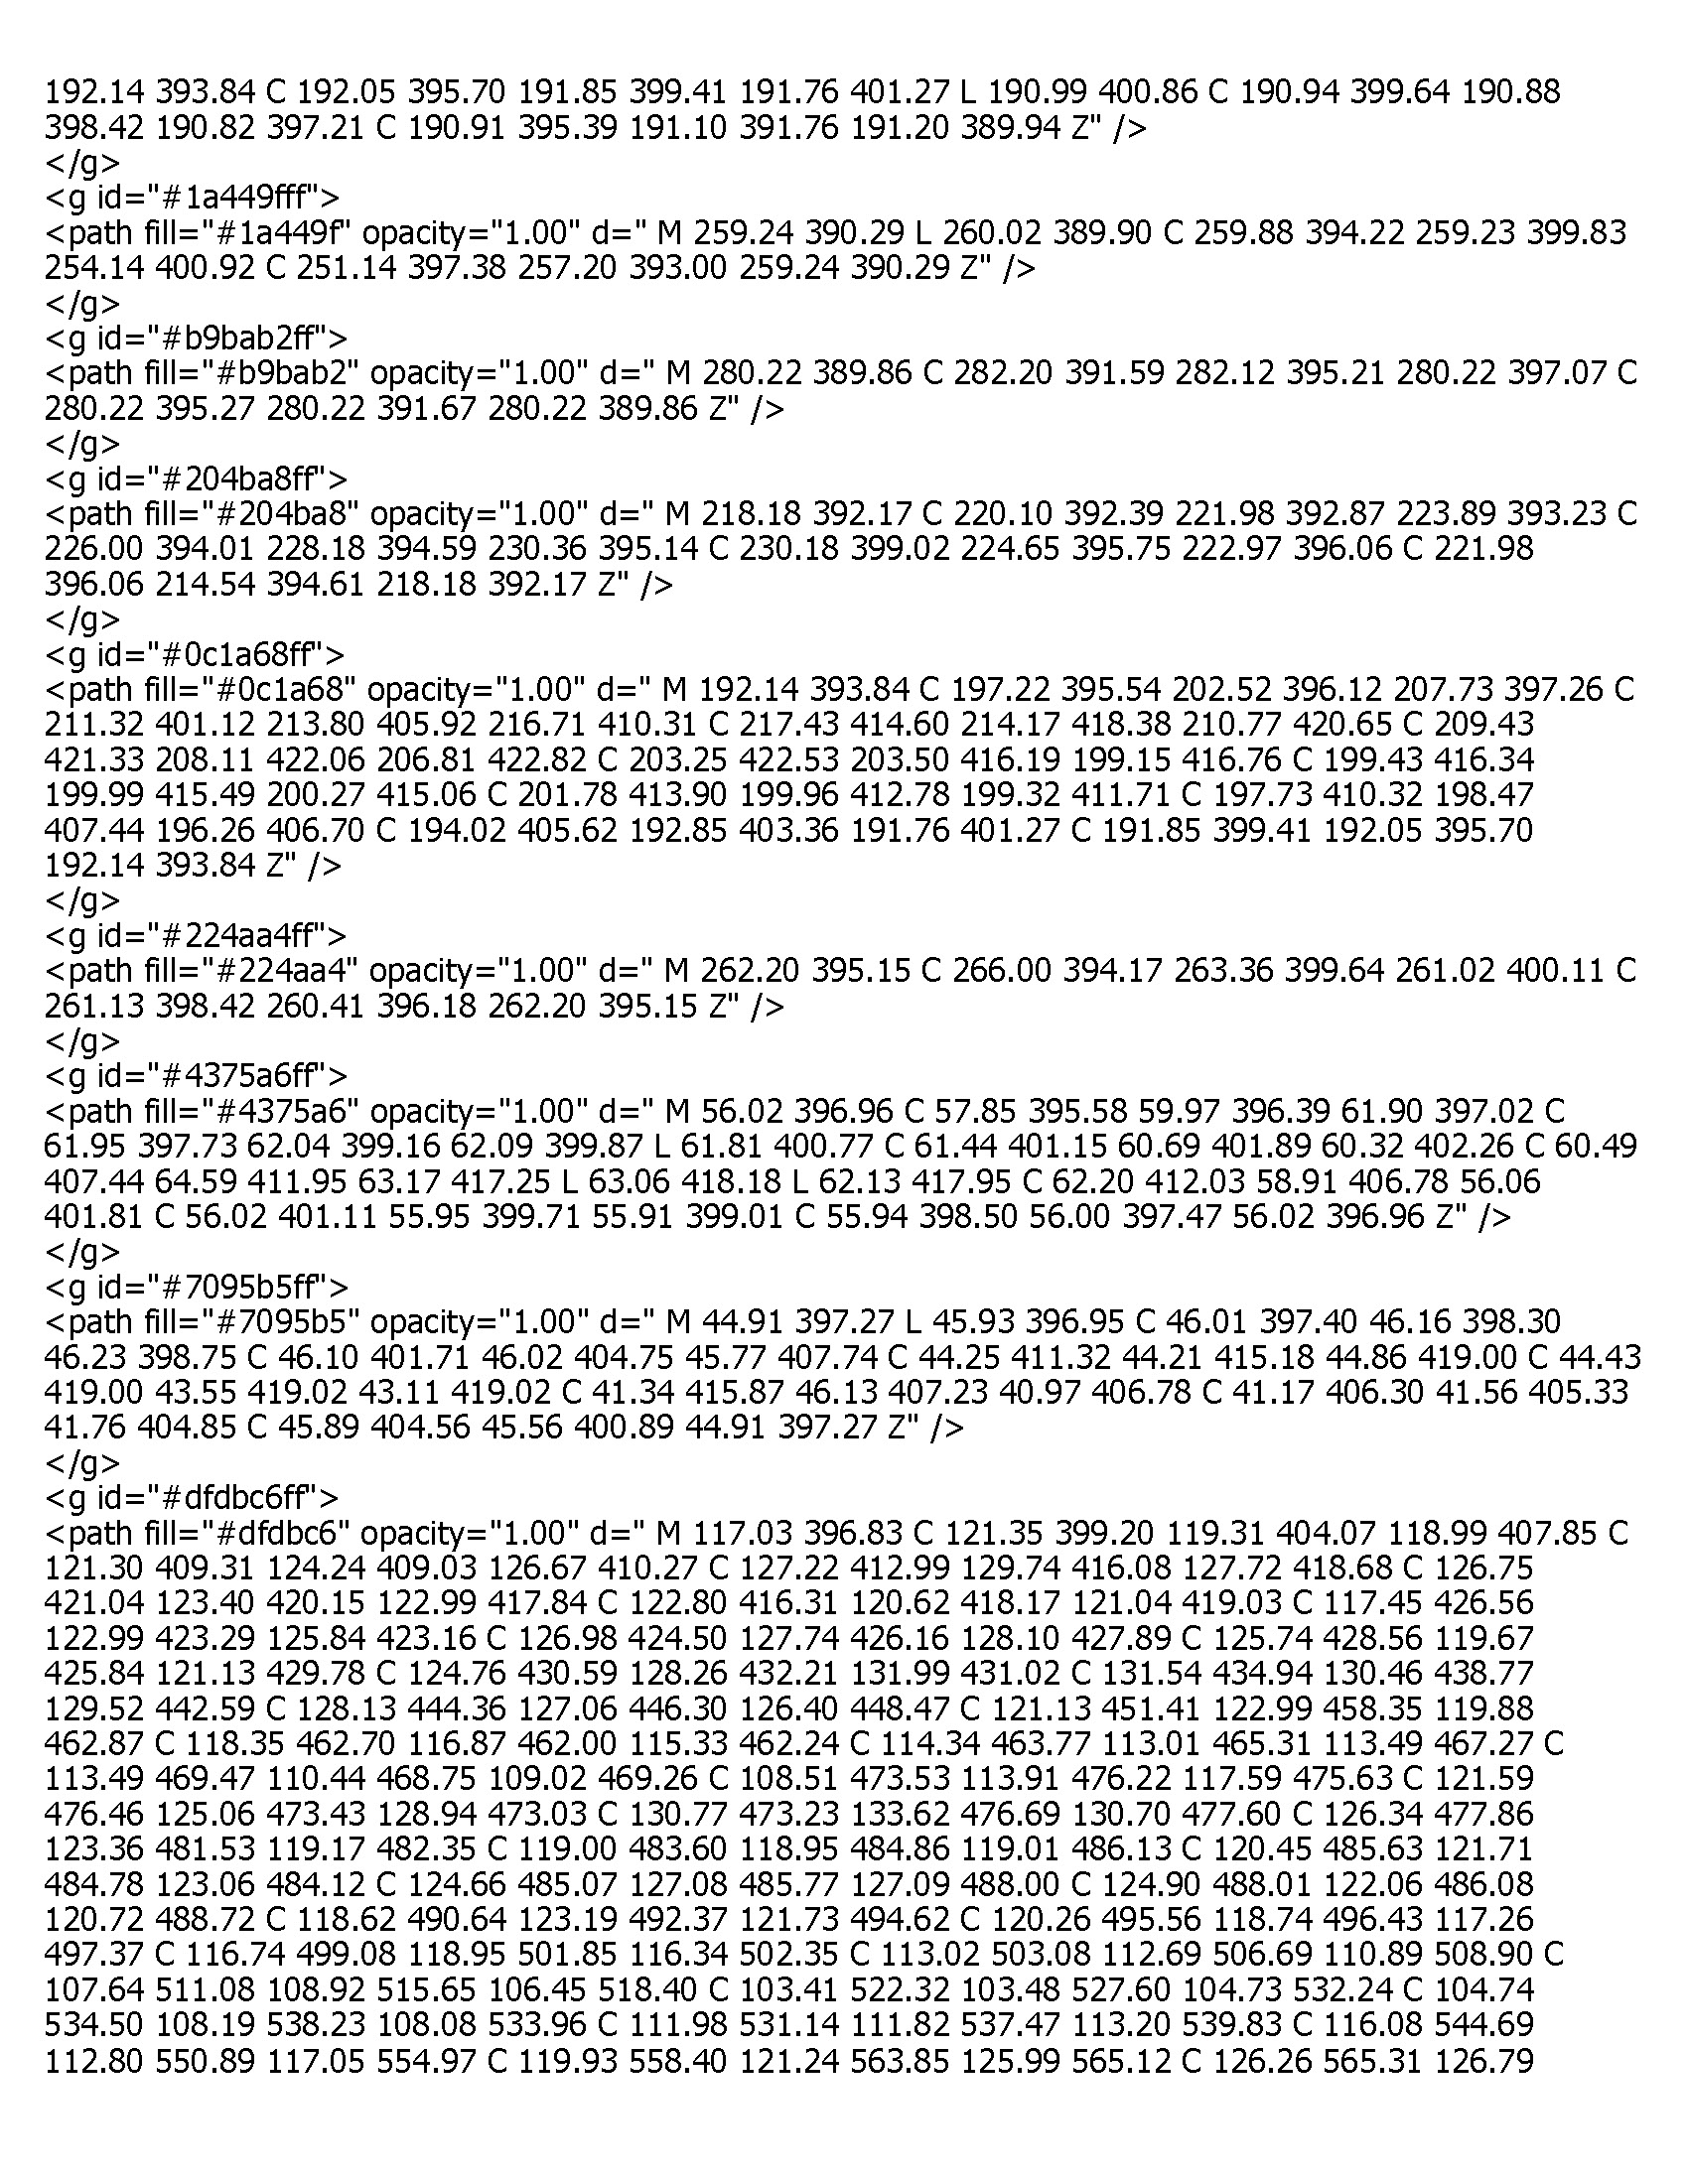 192.14 393.84 C 192.05 395.70 191.85 399.41 191.76 401.27 L 190.99 400.86 C 190.94 399.64 190.88
398.42 190.82 397.21 C 190.91 395.39 191.10 391.76 191.20 389.94 Z" />
</g>
<g id="#1a449fff">
<path fill="#1a449f" opacity="1.00" d=" M 259.24 390.29 L 260.02 389.90 C 259.88 394.22 259.23 399.83
254.14 400.92 C 251.14 397.38 257.20 393.00 259.24 390.29 Z" />
</g>
<g id="#b9bab2ff">
<path fill="#b9bab2" opacity="1.00" d=" M 280.22 389.86 C 282.20 391.59 282.12 395.21 280.22 397.07 C
280.22 395.27 280.22 391.67 280.22 389.86 Z" />
</g>
<g id="#204ba8ff">
<path fill="#204ba8" opacity="1.00" d=" M 218.18 392.17 C 220.10 392.39 221.98 392.87 223.89 393.23 C
226.00 394.01 228.18 394.59 230.36 395.14 C 230.18 399.02 224.65 395.75 222.97 396.06 C 221.98
396.06 214.54 394.61 218.18 392.17 Z" />
</g>
<g id="#0c1a68ff">
<path fill="#0c1a68" opacity="1.00" d=" M 192.14 393.84 C 197.22 395.54 202.52 396.12 207.73 397.26 C
211.32 401.12 213.80 405.92 216.71 410.31 C 217.43 414.60 214.17 418.38 210.77 420.65 C 209.43
421.33 208.11 422.06 206.81 422.82 C 203.25 422.53 203.50 416.19 199.15 416.76 C 199.43 416.34
199.99 415.49 200.27 415.06 C 201.78 413.90 199.96 412.78 199.32 411.71 C 197.73 410.32 198.47
407.44 196.26 406.70 C 194.02 405.62 192.85 403.36 191.76 401.27 C 191.85 399.41 192.05 395.70
192.14 393.84 Z" />
</g>
<g id="#224aa4ff">
<path fill="#224aa4" opacity="1.00" d=" M 262.20 395.15 C 266.00 394.17 263.36 399.64 261.02 400.11 C
261.13 398.42 260.41 396.18 262.20 395.15 Z" />
</g>
<g id="#4375a6ff">
<path fill="#4375a6" opacity="1.00" d=" M 56.02 396.96 C 57.85 395.58 59.97 396.39 61.90 397.02 C
61.95 397.73 62.04 399.16 62.09 399.87 L 61.81 400.77 C 61.44 401.15 60.69 401.89 60.32 402.26 C 60.49
407.44 64.59 411.95 63.17 417.25 L 63.06 418.18 L 62.13 417.95 C 62.20 412.03 58.91 406.78 56.06
401.81 C 56.02 401.11 55.95 399.71 55.91 399.01 C 55.94 398.50 56.00 397.47 56.02 396.96 Z" />
</g>
<g id="#7095b5ff">
<path fill="#7095b5" opacity="1.00" d=" M 44.91 397.27 L 45.93 396.95 C 46.01 397.40 46.16 398.30
46.23 398.75 C 46.10 401.71 46.02 404.75 45.77 407.74 C 44.25 411.32 44.21 415.18 44.86 419.00 C 44.43
419.00 43.55 419.02 43.11 419.02 C 41.34 415.87 46.13 407.23 40.97 406.78 C 41.17 406.30 41.56 405.33
41.76 404.85 C 45.89 404.56 45.56 400.89 44.91 397.27 Z" />
</g>
<g id="#dfdbc6ff">
<path fill="#dfdbc6" opacity="1.00" d=" M 117.03 396.83 C 121.35 399.20 119.31 404.07 118.99 407.85 C
121.30 409.31 124.24 409.03 126.67 410.27 C 127.22 412.99 129.74 416.08 127.72 418.68 C 126.75
421.04 123.40 420.15 122.99 417.84 C 122.80 416.31 120.62 418.17 121.04 419.03 C 117.45 426.56
122.99 423.29 125.84 423.16 C 126.98 424.50 127.74 426.16 128.10 427.89 C 125.74 428.56 119.67
425.84 121.13 429.78 C 124.76 430.59 128.26 432.21 131.99 431.02 C 131.54 434.94 130.46 438.77
129.52 442.59 C 128.13 444.36 127.06 446.30 126.40 448.47 C 121.13 451.41 122.99 458.35 119.88
462.87 C 118.35 462.70 116.87 462.00 115.33 462.24 C 114.34 463.77 113.01 465.31 113.49 467.27 C
113.49 469.47 110.44 468.75 109.02 469.26 C 108.51 473.53 113.91 476.22 117.59 475.63 C 121.59
476.46 125.06 473.43 128.94 473.03 C 130.77 473.23 133.62 476.69 130.70 477.60 C 126.34 477.86
123.36 481.53 119.17 482.35 C 119.00 483.60 118.95 484.86 119.01 486.13 C 120.45 485.63 121.71
484.78 123.06 484.12 C 124.66 485.07 127.08 485.77 127.09 488.00 C 124.90 488.01 122.06 486.08
120.72 488.72 C 118.62 490.64 123.19 492.37 121.73 494.62 C 120.26 495.56 118.74 496.43 117.26
497.37 C 116.74 499.08 118.95 501.85 116.34 502.35 C 113.02 503.08 112.69 506.69 110.89 508.90 C
107.64 511.08 108.92 515.65 106.45 518.40 C 103.41 522.32 103.48 527.60 104.73 532.24 C 104.74
534.50 108.19 538.23 108.08 533.96 C 111.98 531.14 111.82 537.47 113.20 539.83 C 116.08 544.69
112.80 550.89 117.05 554.97 C 119.93 558.40 121.24 563.85 125.99 565.12 C 126.26 565.31 126.79